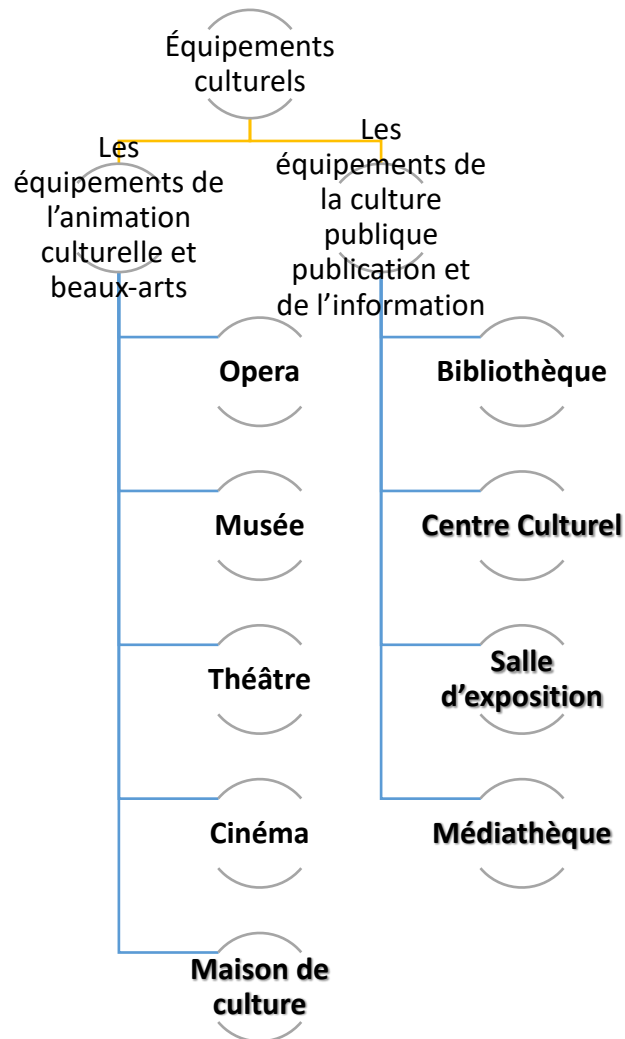 Équipements
culturels
Les
équipements de
l’animation
culturelle et
beaux-arts
Opera
Musée
Théâtre
Cinéma
Maison de
culture
Les
équipements de
la culture
publique
publication et
de l’information
Bibliothèque
Centre Culturel
Salle
d’exposition
Médiathèque